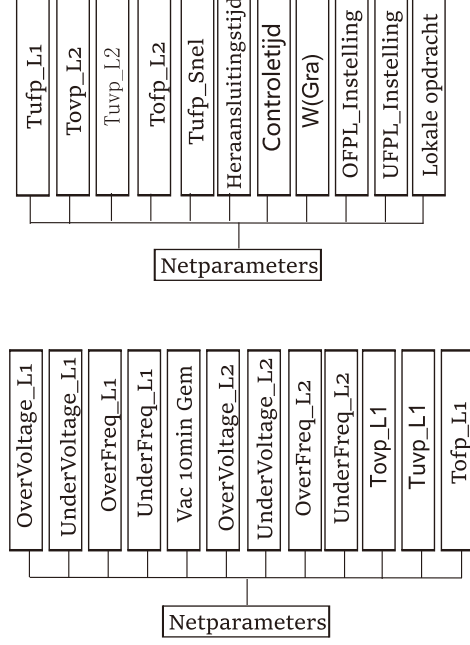 Tufp_L1
Tovp_L2
Tuvp_L2
Tofp_L2
Tufp_Snel
Heraansluitingstijd
Controletijd
W(Gra)
OFPL_Instelling
UFPL_Instelling
Lokale opdracht
Netparameters
OverVoltage_L1
UnderVoltage_L1
OverFreq_L1
UnderFreq_L1
Vac 10min Gem
OverVoltage_L2
UnderVoltage_L2
OverFreq_L2
UnderFreq_L2
Tovp_L1
Tuvp_L1
Tofp_L1
Netparameters